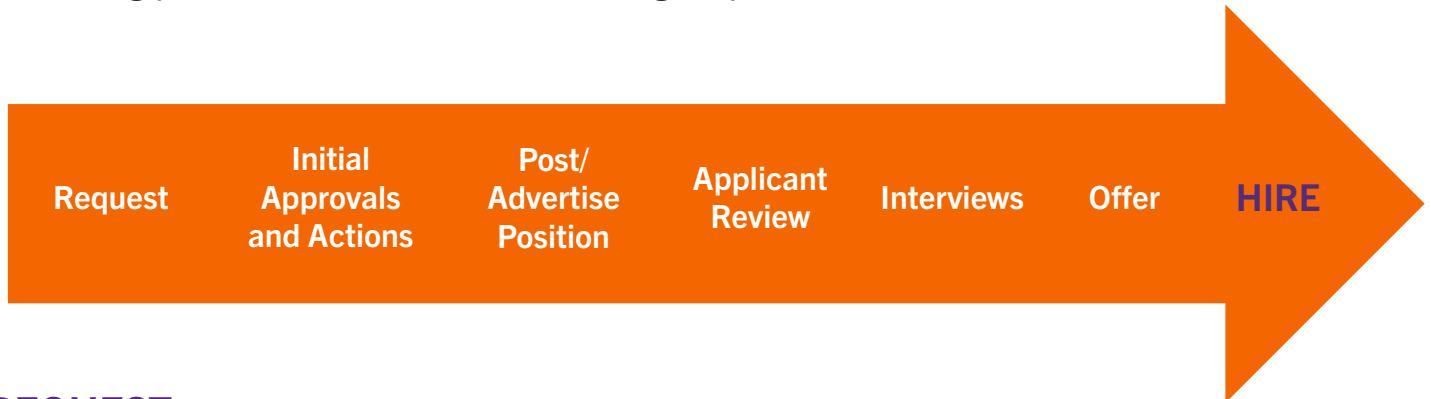 Request
Initial
Approvals
and Actions
Post/
Advertise
Position
Applicant
Review
Interviews
Offer
HIRE